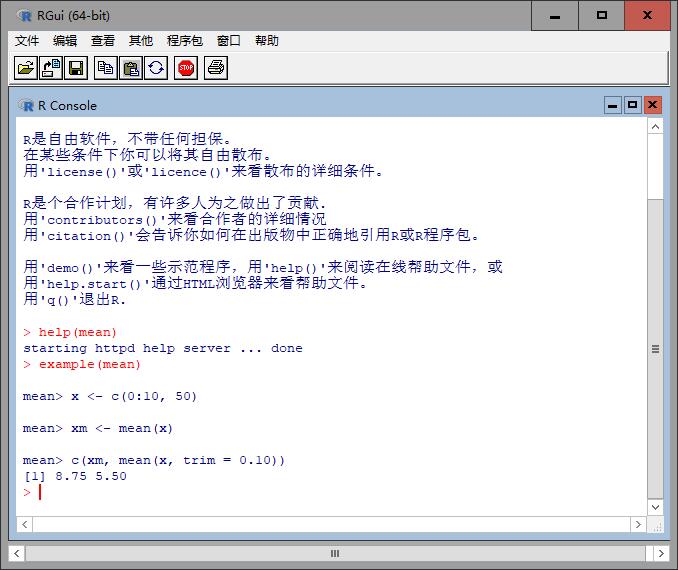 RGui (64-bit)
文件 编辑 查看 其他 程序包 窗口 帮助
STOP
R Console
R是自由软件，不带任何担保。
在某些条件下你可以将其自由散布。
用'license()'或'licence()'来看散布的详细条件。
R是个合作计划，有许多人为之做出了贡献.
用'contributors()'来看合作者的详细情况
用'citation()'会告诉你如何在出版物中正确地引用R或R程序包。
用'demo()'来看一些示范程序，用'help()'来阅读在线帮助文件，或
用'help.start()'通过HTML浏览器来看帮助文件。
用'q()'退出R.
> help(mean)
starting httpd help server ... done
> example(mean)
mean> x <- c(0:10, 50)
mean> xm <- mean(x)
mean> c(xm, mean(x, trim = 0.10))
[1] 8.75 5.50
>